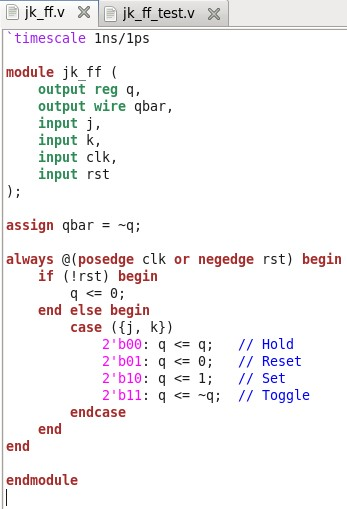 jk_ff.v jk_ff_test.v
`timescale 1ns/1ps

module jk_ff (
    output reg q,
    output wire qbar,
    input j,
    input k,
    input clk,
    input rst
);

assign qbar = ~q;

always @(posedge clk or negedge rst) begin
    if (!rst) begin
        q <= 0;
    end else begin
        case ({j, k})
            2'b00: q <= q;   // Hold
            2'b01: q <= 0;   // Reset
            2'b10: q <= 1;   // Set
            2'b11: q <= ~q;  // Toggle
        endcase
    end
end

endmodule